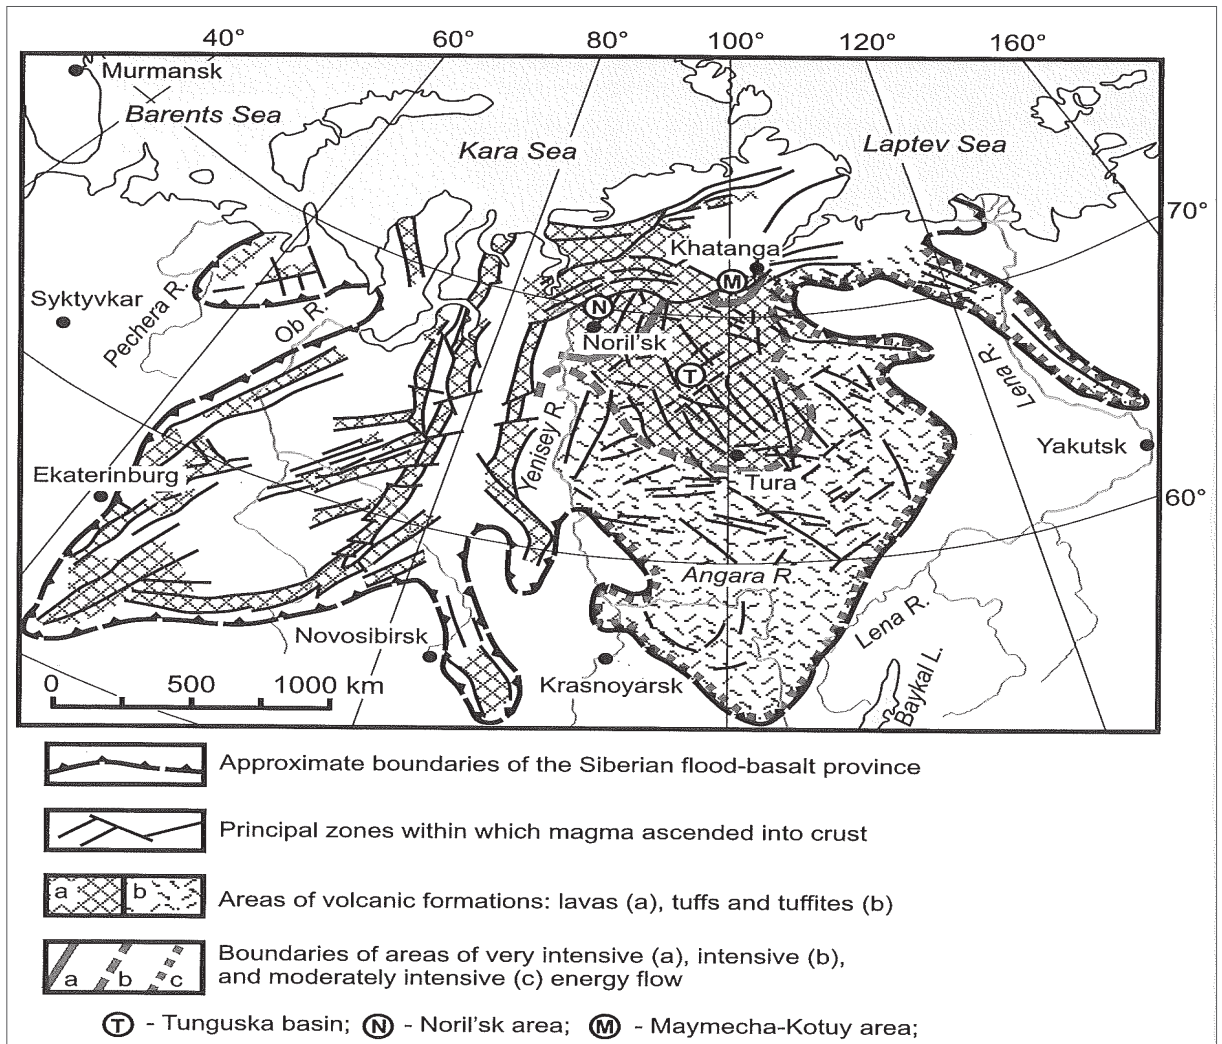 40° 60° 80° 100° 120° 160°
Murmansk
Barents Sea
Kara Sea
Laptev Sea
70°
Khatanga
M
Syktyvkar
Pechera R.
Ob R.
N
Noril'sk
T
Lena R.
Yenisey R.
Yakutsk
Ekaterinburg
Tura
60°
Angara R.
Lena R.
Novosibirsk
Krasnoyarsk
Baykal L.
0 500 1000 km
Approximate boundaries of the Siberian flood-basalt province
Principal zones within which magma ascended into crust
a b
Areas of volcanic formations: lavas (a), tuffs and tuffites (b)
a b c
Boundaries of areas of very intensive (a), intensive (b),
and moderately intensive (c) energy flow
T - Tunguska basin; N - Noril'sk area; M - Maymecha-Kotuy area;